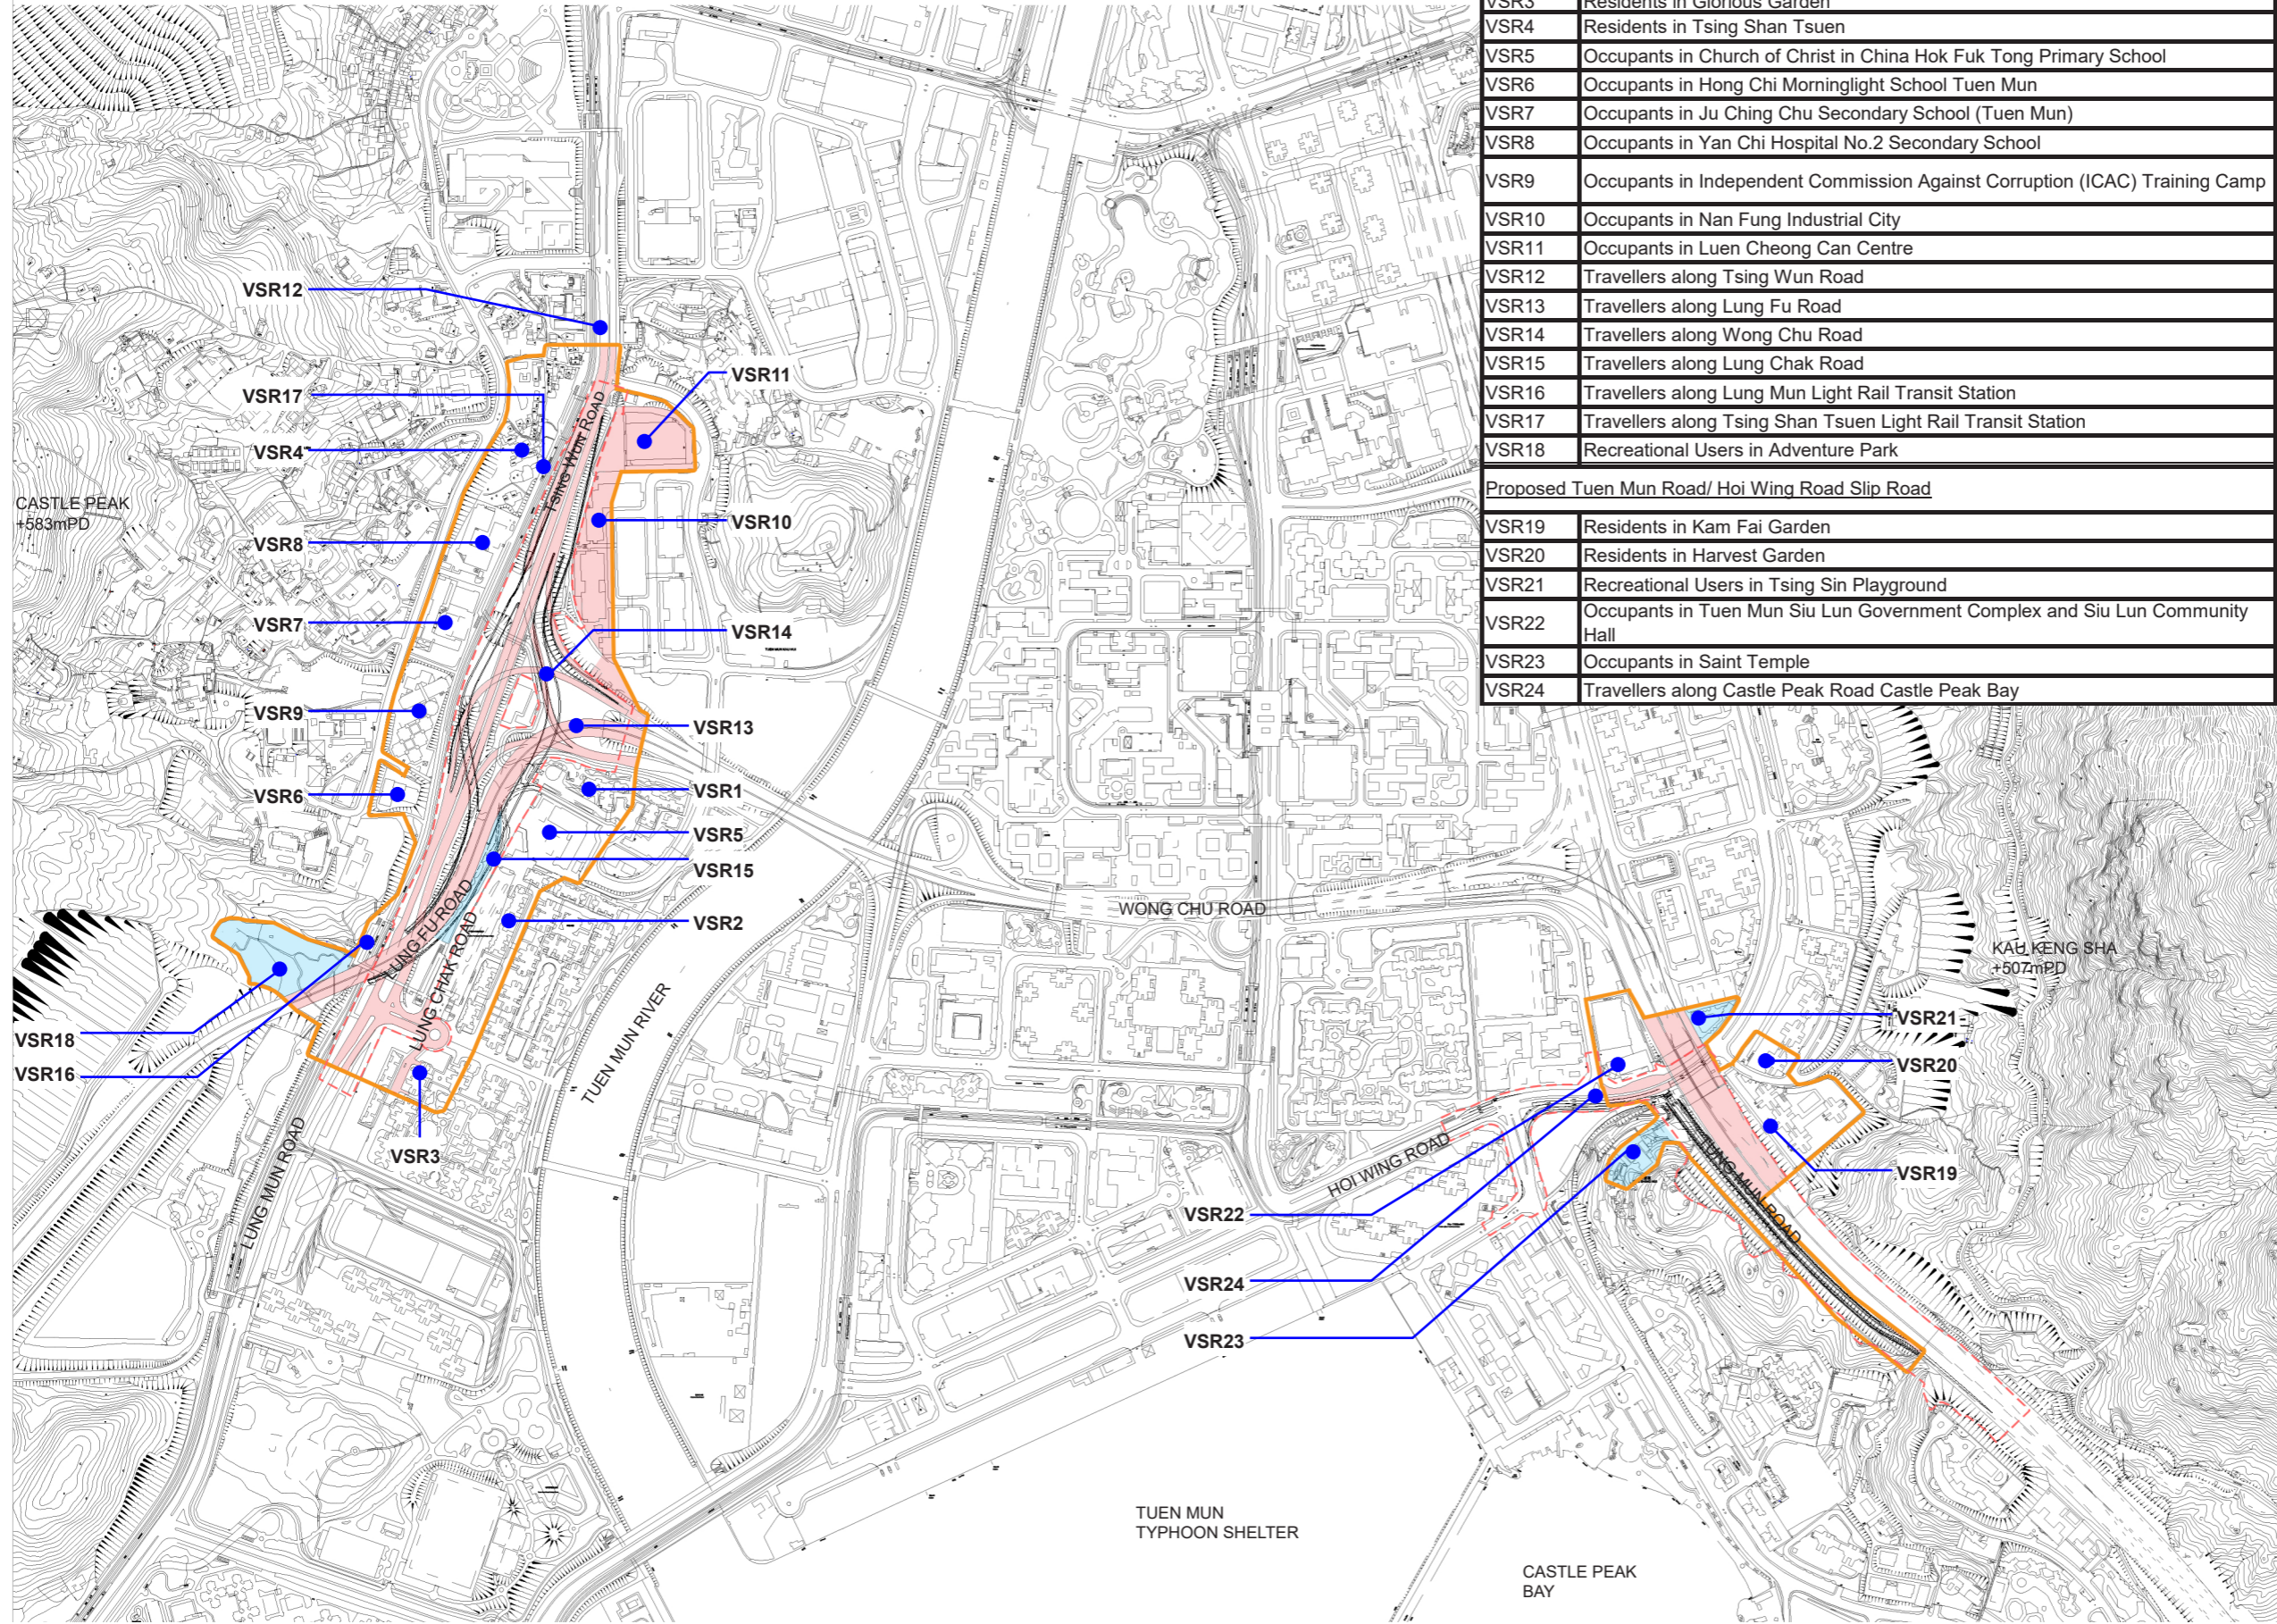 VSR3 Residents in Glorious Garden
VSR4 Residents in Tsing Shan Tsuen
VSR5 Occupants in Church of Christ in China Hok Fuk Tong Primary School
VSR6 Occupants in Hong Chi Morninglight School Tuen Mun
VSR7 Occupants in Ju Ching Chu Secondary School (Tuen Mun)
VSR8 Occupants in Yan Chi Hospital No.2 Secondary School
VSR9 Occupants in Independent Commission Against Corruption (ICAC) Training Camp
VSR10 Occupants in Nan Fung Industrial City
VSR11 Occupants in Luen Cheong Can Centre
VSR12 Travellers along Tsing Wun Road
VSR13 Travellers along Lung Fu Road
VSR14 Travellers along Wong Chu Road
VSR15 Travellers along Lung Chak Road
VSR16 Travellers along Lung Mun Light Rail Transit Station
VSR17 Travellers along Tsing Shan Tsuen Light Rail Transit Station
VSR18 Recreational Users in Adventure Park
Proposed Tuen Mun Road/ Hoi Wing Road Slip Road
VSR19 Residents in Kam Fai Garden
VSR20 Residents in Harvest Garden
VSR21 Recreational Users in Tsing Sin Playground
VSR22 Occupants in Tuen Mun Siu Lun Government Complex and Siu Lun Community
Hall
VSR23 Occupants in Saint Temple
VSR24 Travellers along Castle Peak Road Castle Peak Bay
VSR12
VSR11
VSR17
TSING WUN ROAD
VSR4
CASTLE PEAK
+583mPD
VSR10
VSR8
VSR7
VSR14
VSR9
VSR13
VSR6
VSR1
VSR5
VSR15
VSR2
WONG CHU ROAD
LUNG FU ROAD
LUNG CHAK ROAD
KAU KENG SHA
+507mPD
VSR18
VSR16
VSR21
VSR20
TUEN MUN RIVER
VSR3
LUNG MUN ROAD
HOI WING ROAD
TUNG MUN ROAD
VSR19
VSR22
VSR24
VSR23
TUEN MUN
TYPHOON SHELTER
CASTLE PEAK
BAY